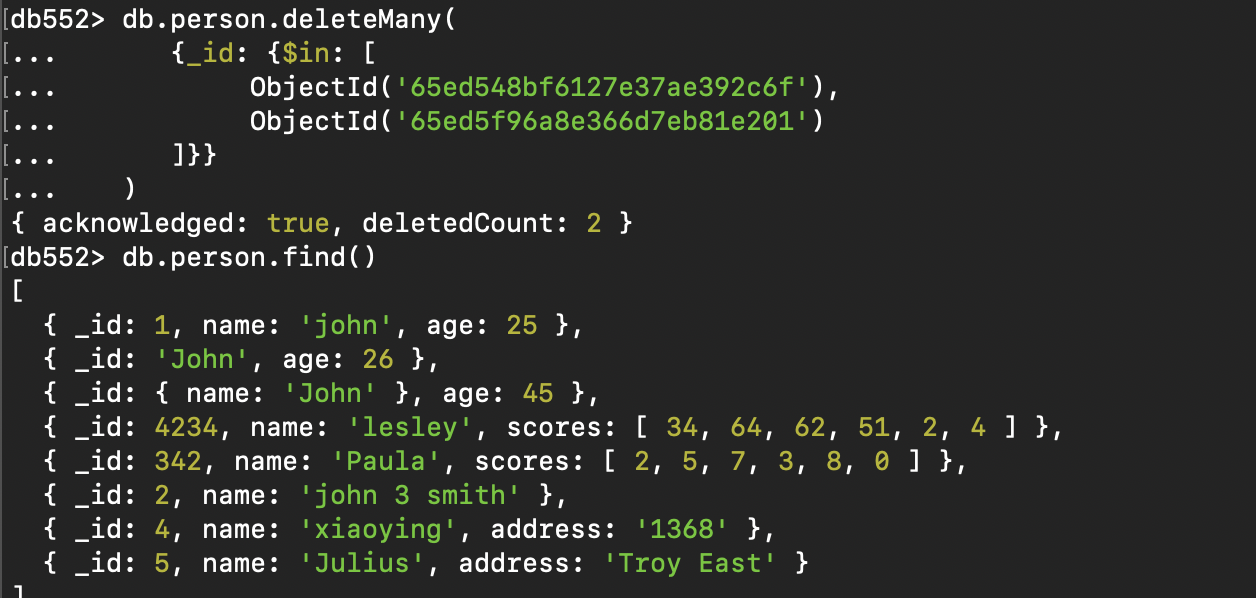 [db552> db.person.deleteMany(
[...       {_id: {$in: [
[...            ObjectId('65ed548bf6127e37ae392c6f'),
[...            ObjectId('65ed5f96a8e366d7eb81e201')
[...       ]}}
[...    )
{ acknowledged: true, deletedCount: 2 }
[db552> db.person.find()
[
  { _id: 1, name: 'john', age: 25 },
  { _id: 'John', age: 26 },
  { _id: { name: 'John' }, age: 45 },
  { _id: 4234, name: 'lesley', scores: [ 34, 64, 62, 51, 2, 4 ] },
  { _id: 342, name: 'Paula', scores: [ 2, 5, 7, 3, 8, 0 ] },
  { _id: 2, name: 'john 3 smith' },
  { _id: 4, name: 'xiaoying', address: '1368' },
  { _id: 5, name: 'Julius', address: 'Troy East' }
]